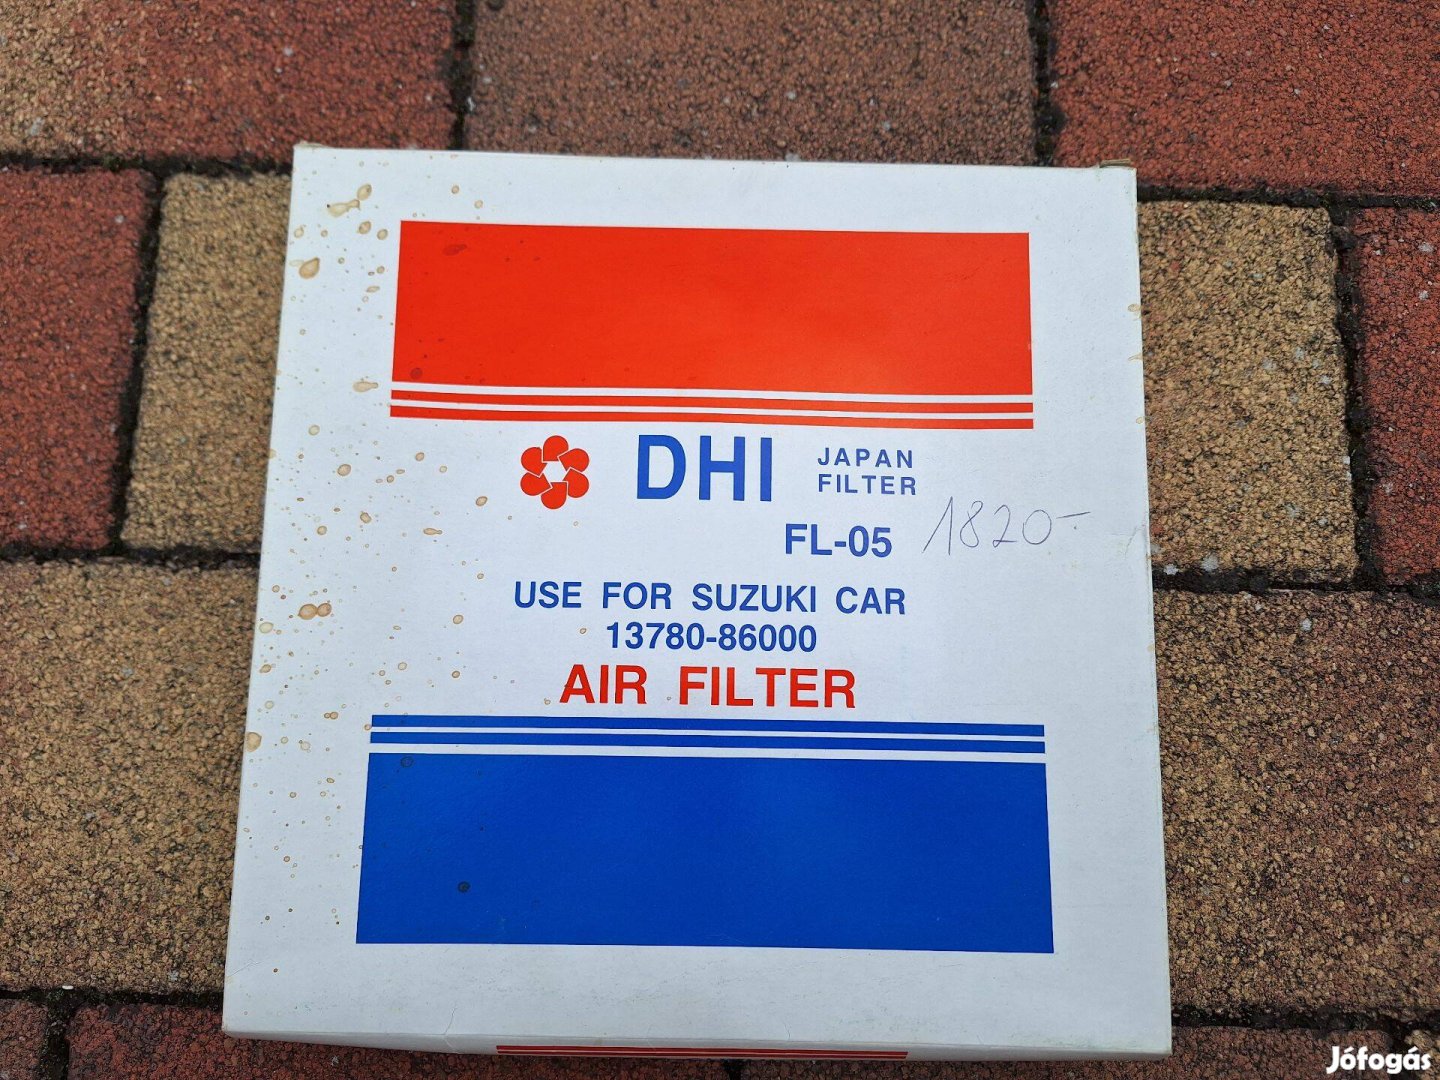 DHI JAPAN
FILTER
FL-05 1820-
USE FOR SUZUKI CAR
13780-86000
AIR FILTER
Jófogás